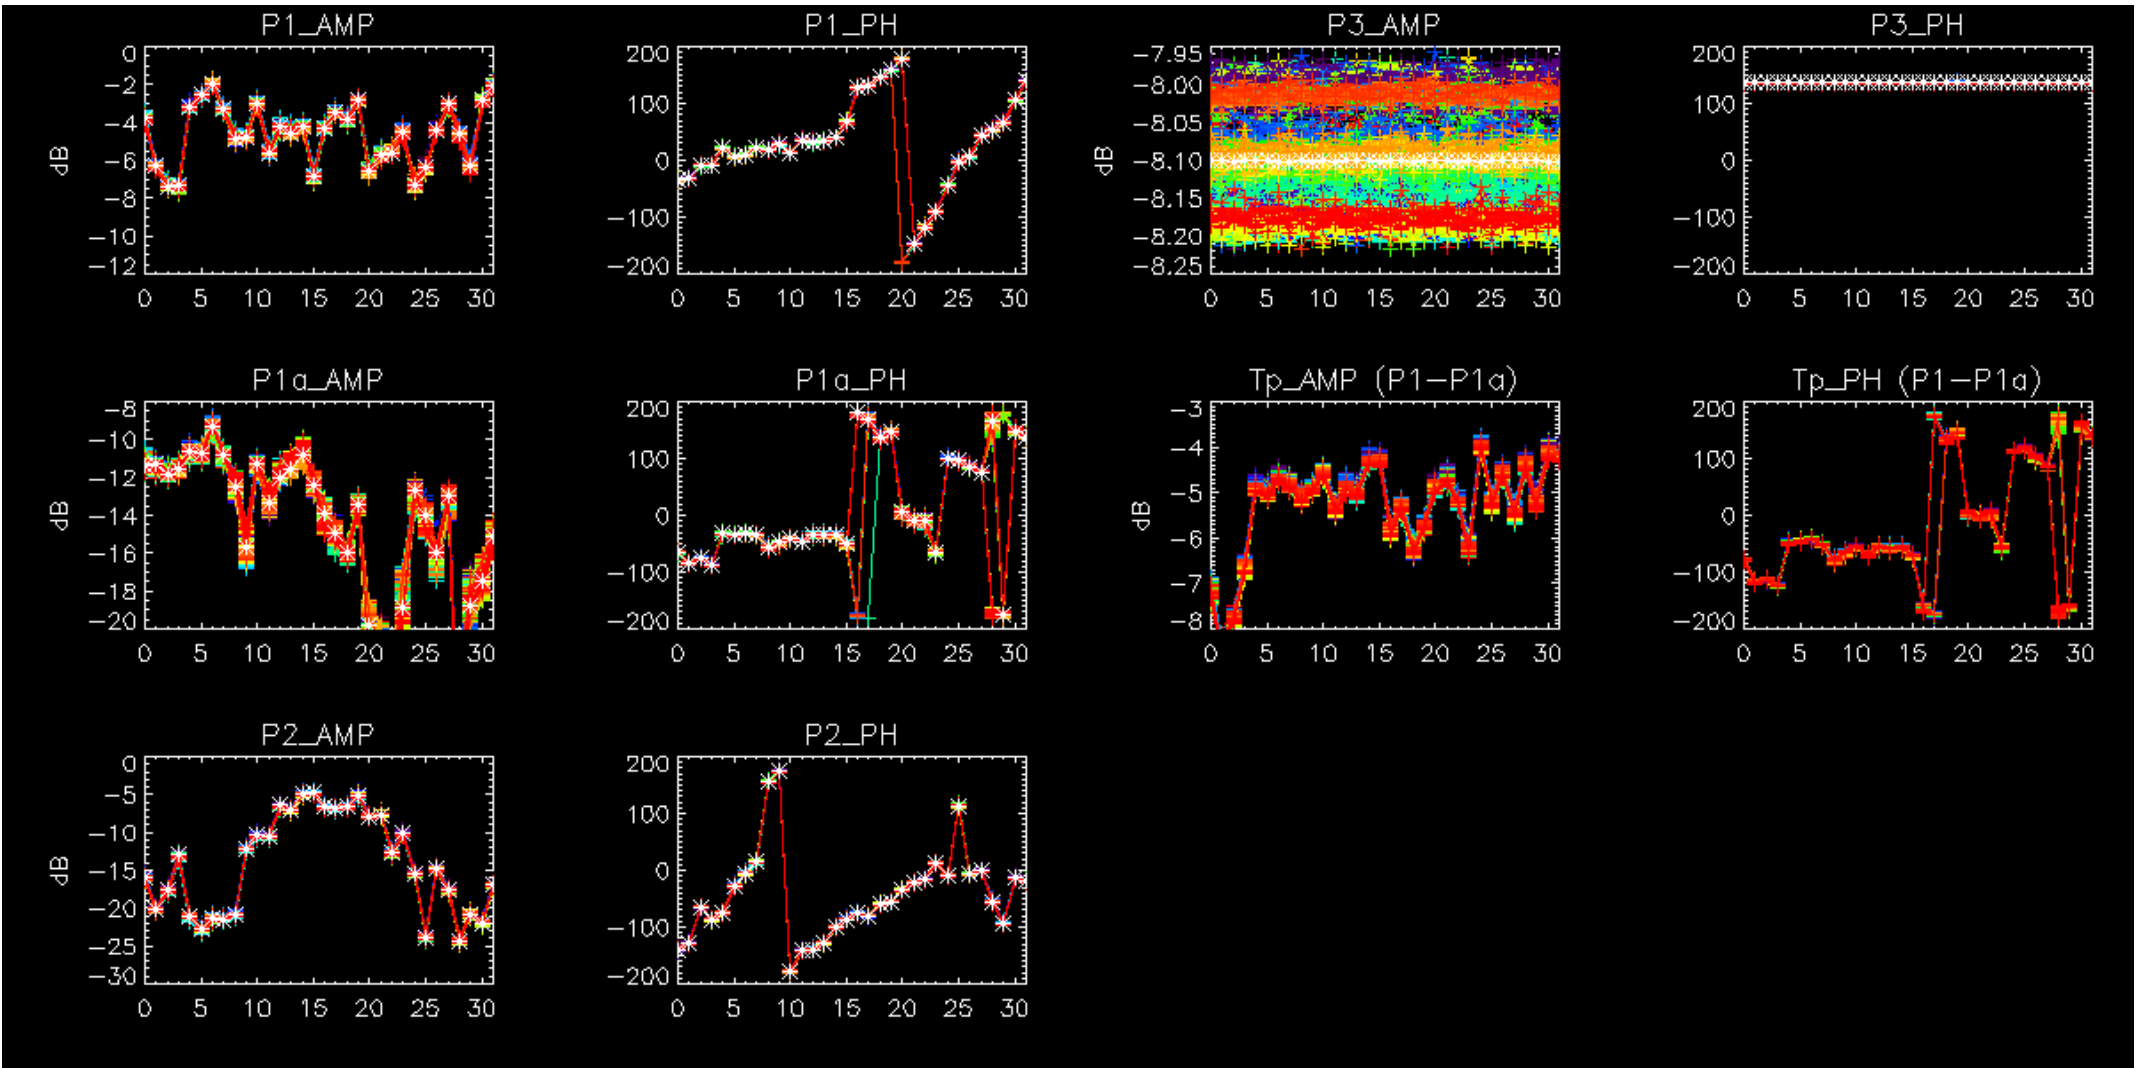 P1_AMP
P1_PH
P3_AMP
P3_PH
0
−2
−4
−6
−8
−10
−12
dB
0 5 10 15 20 25 30
200
100
0
−100
−200
0 5 10 15 20 25 30
−7.95
−8.00
−8.05
−8.10
−8.15
−8.20
−8.25
dB
0 5 10 15 20 25 30
200
100
0
−100
−200
0 5 10 15 20 25 30
P1a_AMP
P1a_PH
Tp_AMP (P1−P1a)
Tp_PH (P1−P1a)
−8
−10
−12
−14
−16
−18
−20
dB
0 5 10 15 20 25 30
200
100
0
−100
−200
0 5 10 15 20 25 30
−3
−4
−5
−6
−7
−8
dB
0 5 10 15 20 25 30
200
100
0
−100
−200
0 5 10 15 20 25 30
P2_AMP
P2_PH
0
−5
−10
−15
−20
−25
−30
dB
0 5 10 15 20 25 30
200
100
0
−100
−200
0 5 10 15 20 25 30